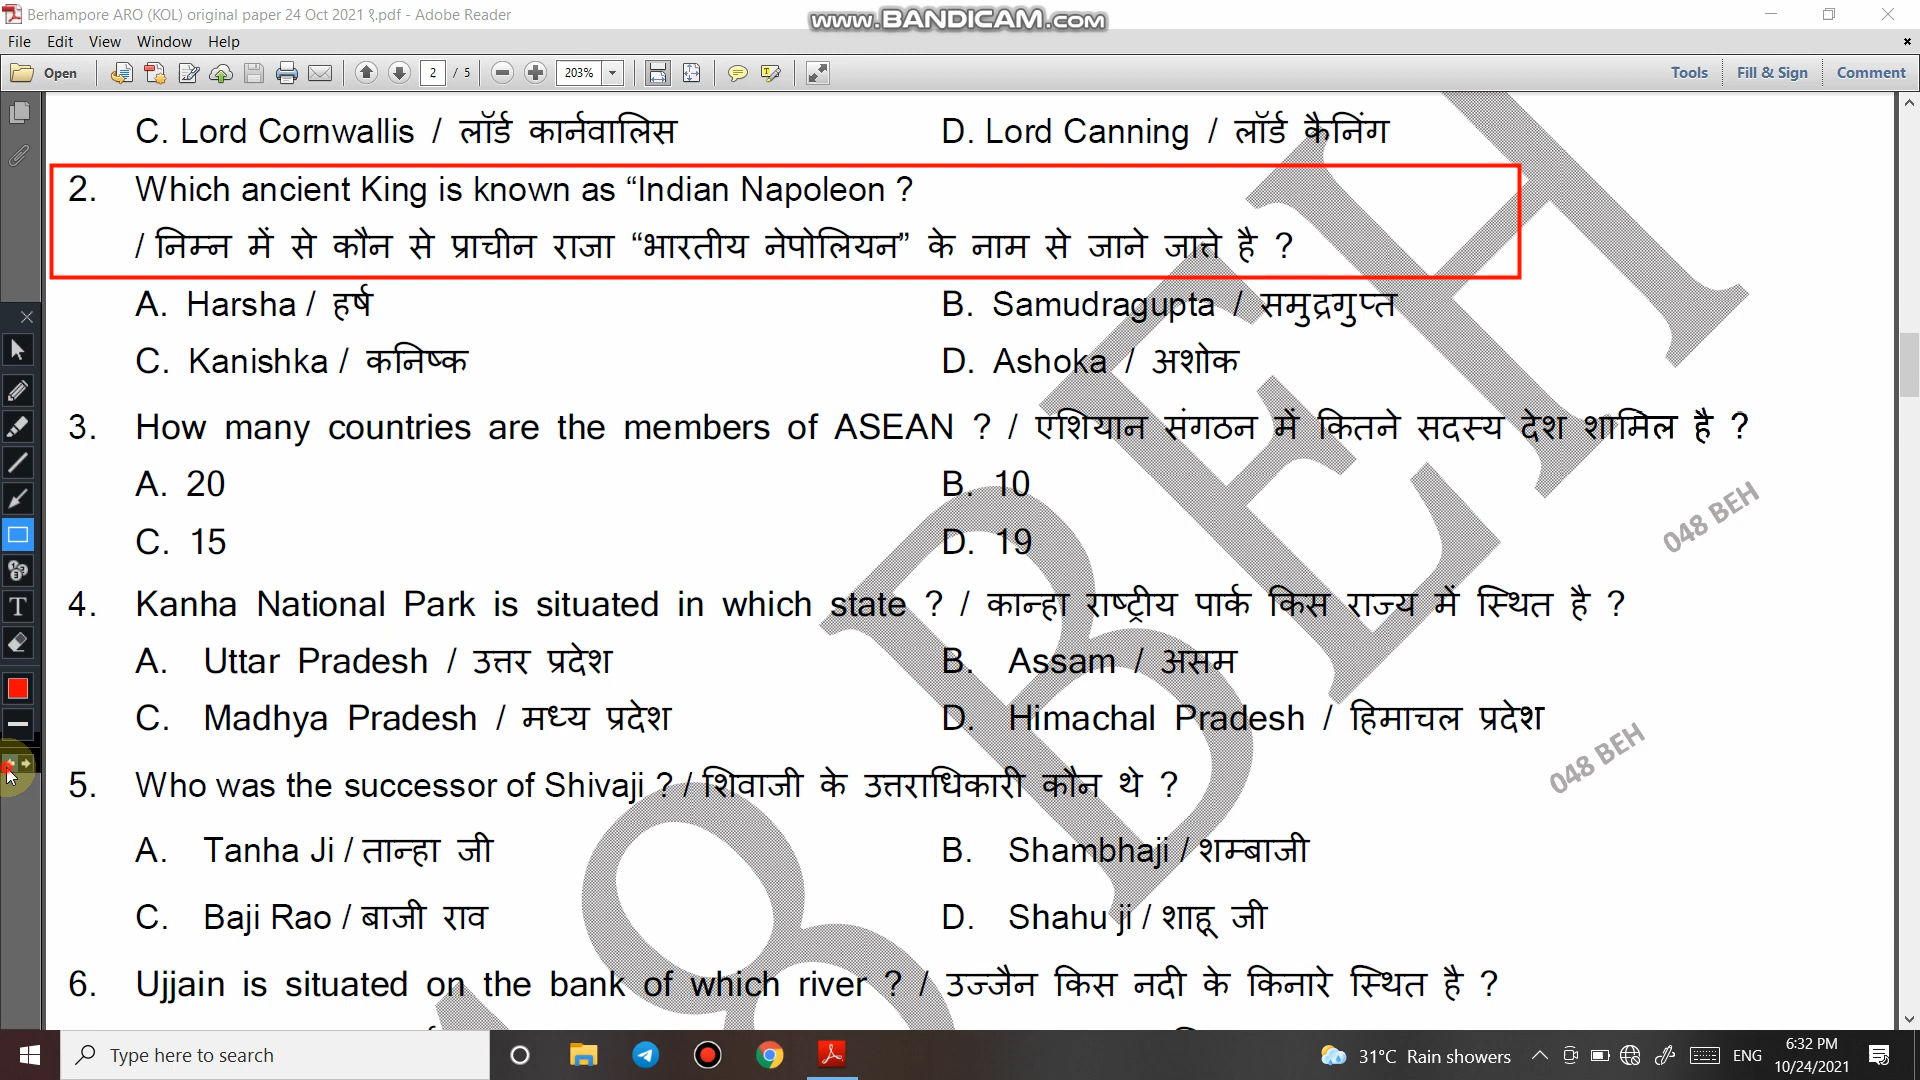 Berhampore ARO (KOL) original paper 24 Oct 2021 १.pdf - Adobe Reader
www.BANDICAM.com
File Edit View Window Help
Open 2 / 5 203% Tools Fill & Sign Comment
C. Lord Cornwallis / लॉर्ड कार्नवालिस D. Lord Canning / लॉर्ड कैनिंग
2. Which ancient King is known as “Indian Napoleon ?
/ निम्न में से कौन से प्राचीन राजा “भारतीय नेपोलियन” के नाम से जाने जाते है ?
A. Harsha / हर्ष B. Samudragupta / समुद्रगुप्त
C. Kanishka / कनिष्क D. Ashoka / अशोक
3. How many countries are the members of ASEAN ? / एशियान संगठन में कितने सदस्य देश शामिल है ?
A. 20 B. 10
C. 15 D. 19
048 BEH
4. Kanha National Park is situated in which state ? / कान्हा राष्ट्रीय पार्क किस राज्य में स्थित है ?
A. Uttar Pradesh / उत्तर प्रदेश B. Assam / असम
C. Madhya Pradesh / मध्य प्रदेश D. Himachal Pradesh / हिमाचल प्रदेश
048 BEH
5. Who was the successor of Shivaji ? / शिवाजी के उत्तराधिकारी कौन थे ?
A. Tanha Ji / तान्हा जी B. Shambhaji / शम्बाजी
C. Baji Rao / बाजी राव D. Shahu ji / शाहू जी
6. Ujjain is situated on the bank of which river ? / उज्जैन किस नदी के किनारे स्थित है ?
48 BEH
Type here to search 31°C Rain showers ENG 6:32 PM
10/24/2021